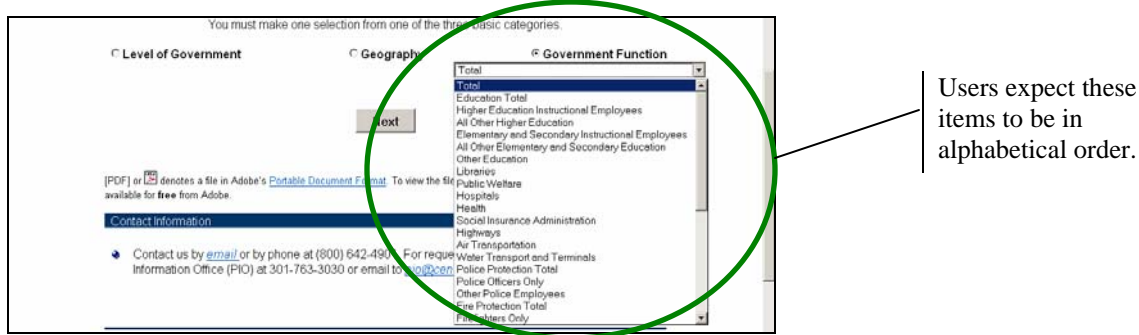 You must make one selection from one of the three basic categories.
Level of Government
Geography
Government Function
Total
Total
Education Total
Higher Education Instructional Employees
All Other Higher Education
Elementary and Secondary Instructional Employees
All Other Elementary and Secondary Education
Other Education
Libraries
Public Welfare
Hospitals
Health
Social Insurance Administration
Highways
Air Transportation
Water Transport and Terminals
Police Protection Total
Police Officers Only
Other Police Employees
Fire Protection Total
Firefighters Only
Next
[PDF] or denotes a file in Adobe's Portable Document Format. To view the file
available for free from Adobe.
Contact Information
Contact us by email or by phone at (800) 642-490 . For reque
Information Office (PIO) at 301-763-3030 or email to pio@cen
Users expect these
items to be in
alphabetical order.